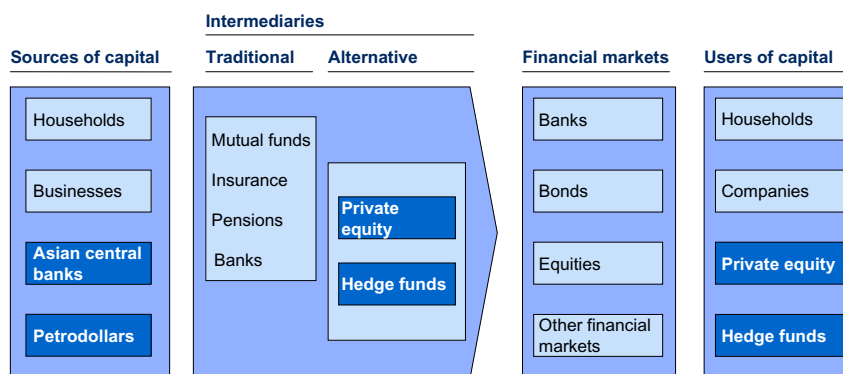 Intermediaries
Sources of capital
Traditional
Alternative
Financial markets
Users of capital
Households
Businesses
Asian central
banks
Petrodollars
Mutual funds
Insurance
Pensions
Banks
Private
equity
Hedge funds
Banks
Bonds
Equities
Other financial
markets
Households
Companies
Private equity
Hedge funds